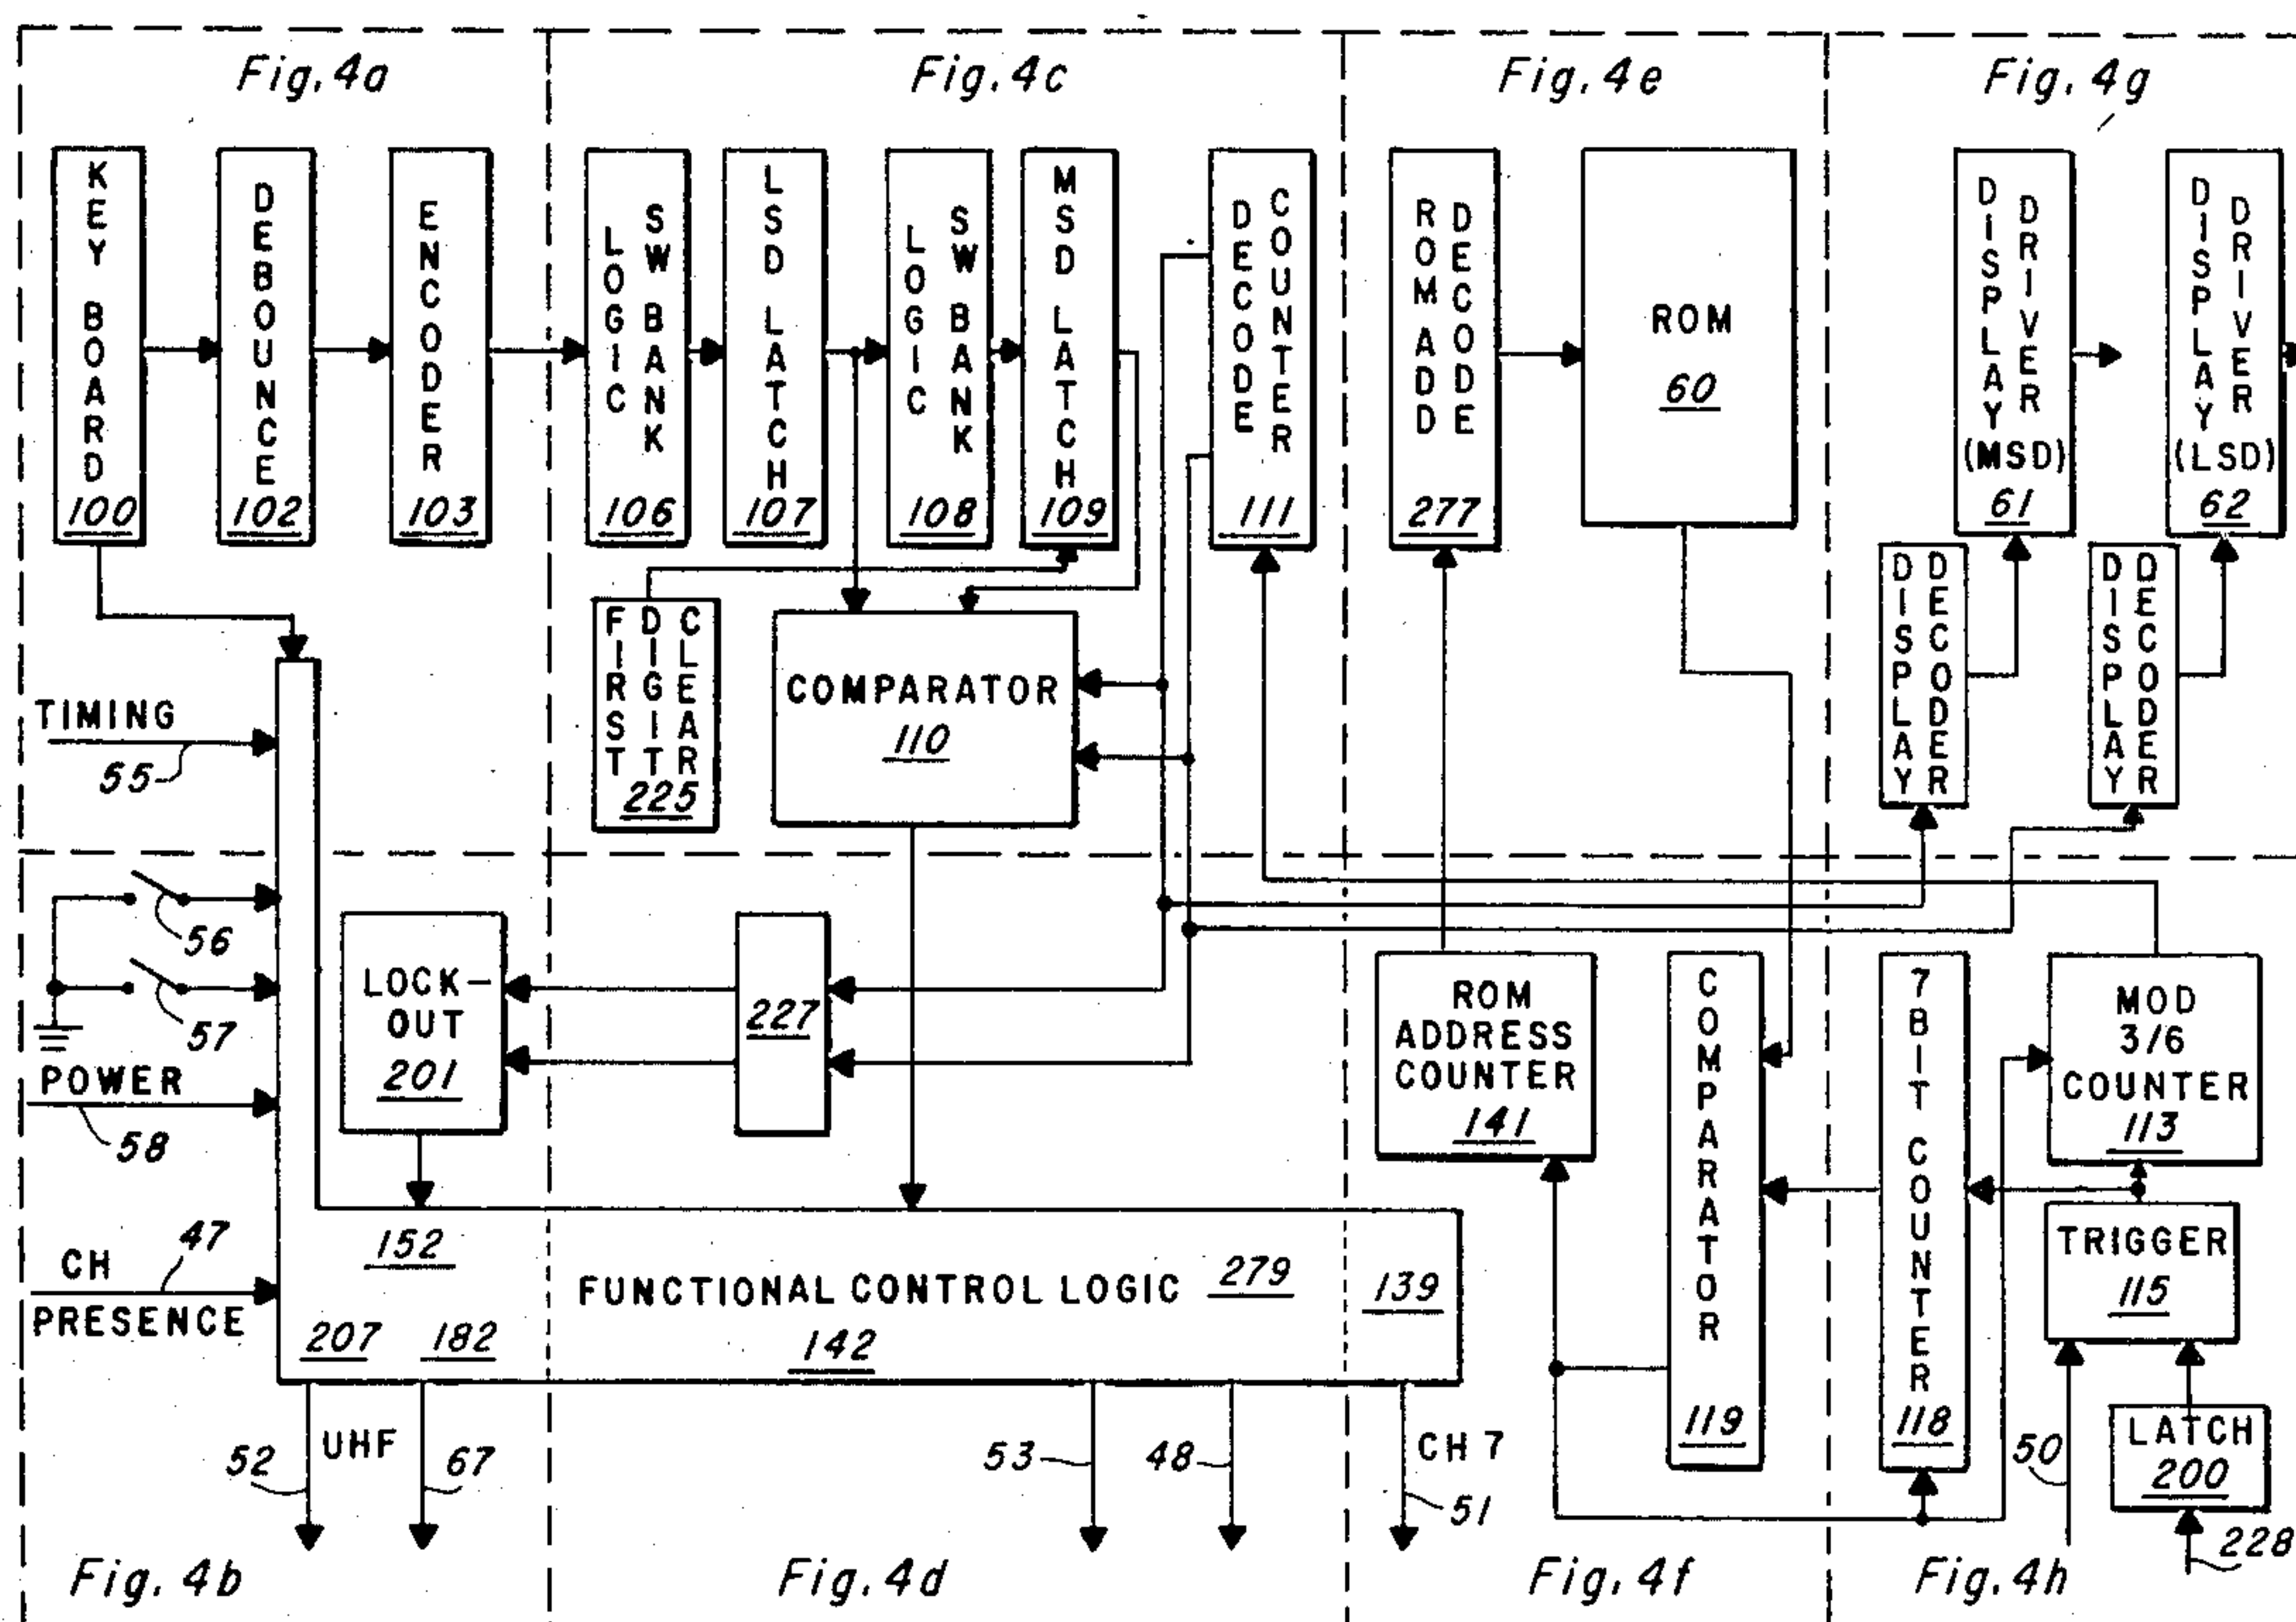 Fig. 4a
Fig. 4c
Fig. 4e
Fig. 4g
KEY BOARD
100
DEBOUNCE
102
ENCODER
103
LOGIC
SW BANK
106
LSD LATCH
107
LOGIC
SW BANK
108
MSD LATCH
109
DECODE
COUNTER
111
ROM ADD
DECODE
277
ROM
60
DISPLAY
DRIVER
(MSD)
61
DISPLAY
DRIVER
(LSD)
62
FIRST
DIGIT
CLEAR
225
COMPARATOR
110
DISPLAY
DECODER
DISPLAY
DECODER
TIMING
55
56
57
POWER
58
LOCK-
OUT
201
227
ROM
ADDRESS
COUNTER
141
COMPARATOR
119
7 BIT COUNTER
118
MOD
3/6
COUNTER
113
TRIGGER
115
LATCH
200
50
228
CH
47
PRESENCE
152
FUNCTIONAL CONTROL LOGIC
279
139
207
182
142
52
UHF
67
53
48
CH 7
51
Fig. 4b
Fig. 4d
Fig. 4f
Fig. 4h